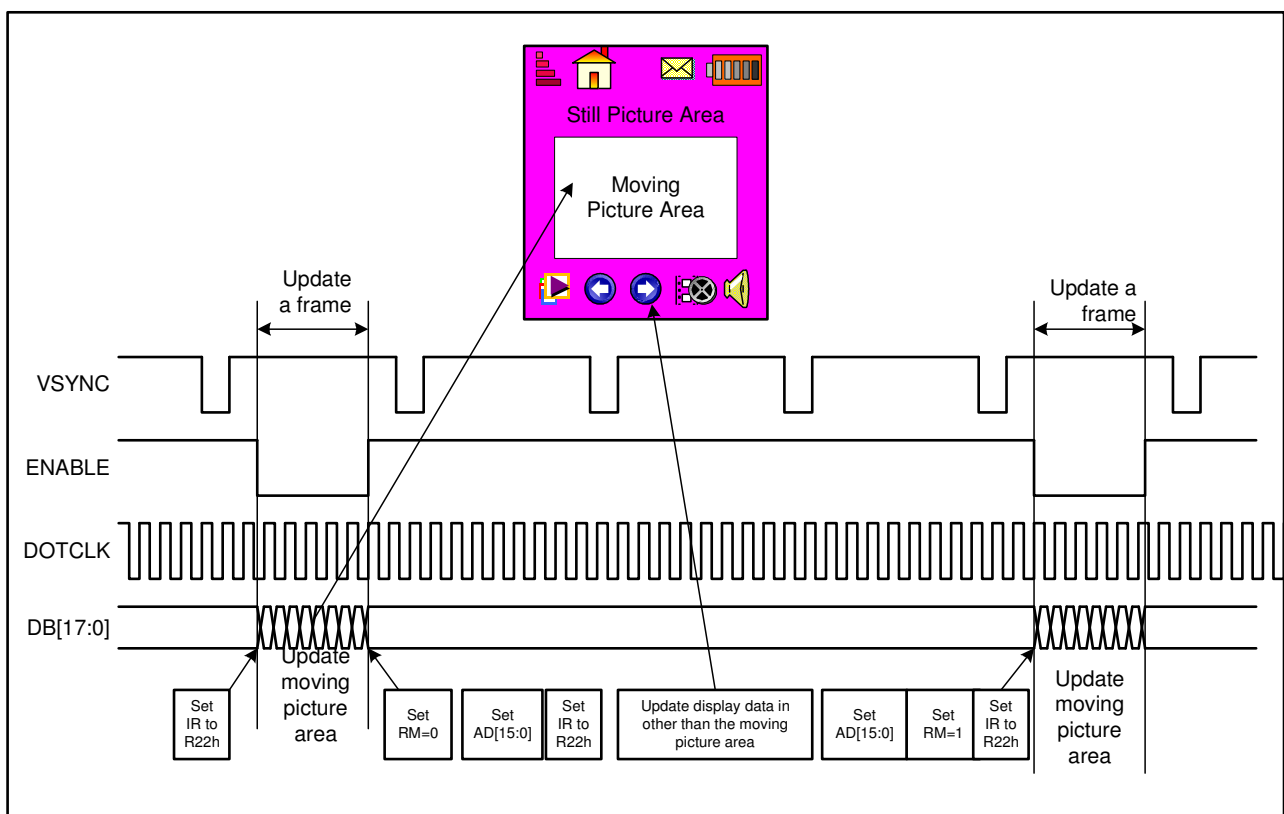 Still Picture Area
Moving
Picture Area
Update
a frame
Update a
frame
VSYNC
ENABLE
DOTCLK
DB[17:0]
Update
moving
picture
area
Update
moving
picture
area
Set
IR to
R22h
Set
RM=0
Set
AD[15:0]
Set
IR to
R22h
Update display data in
other than the moving
picture area
Set
AD[15:0]
Set
RM=1
Set
IR to
R22h